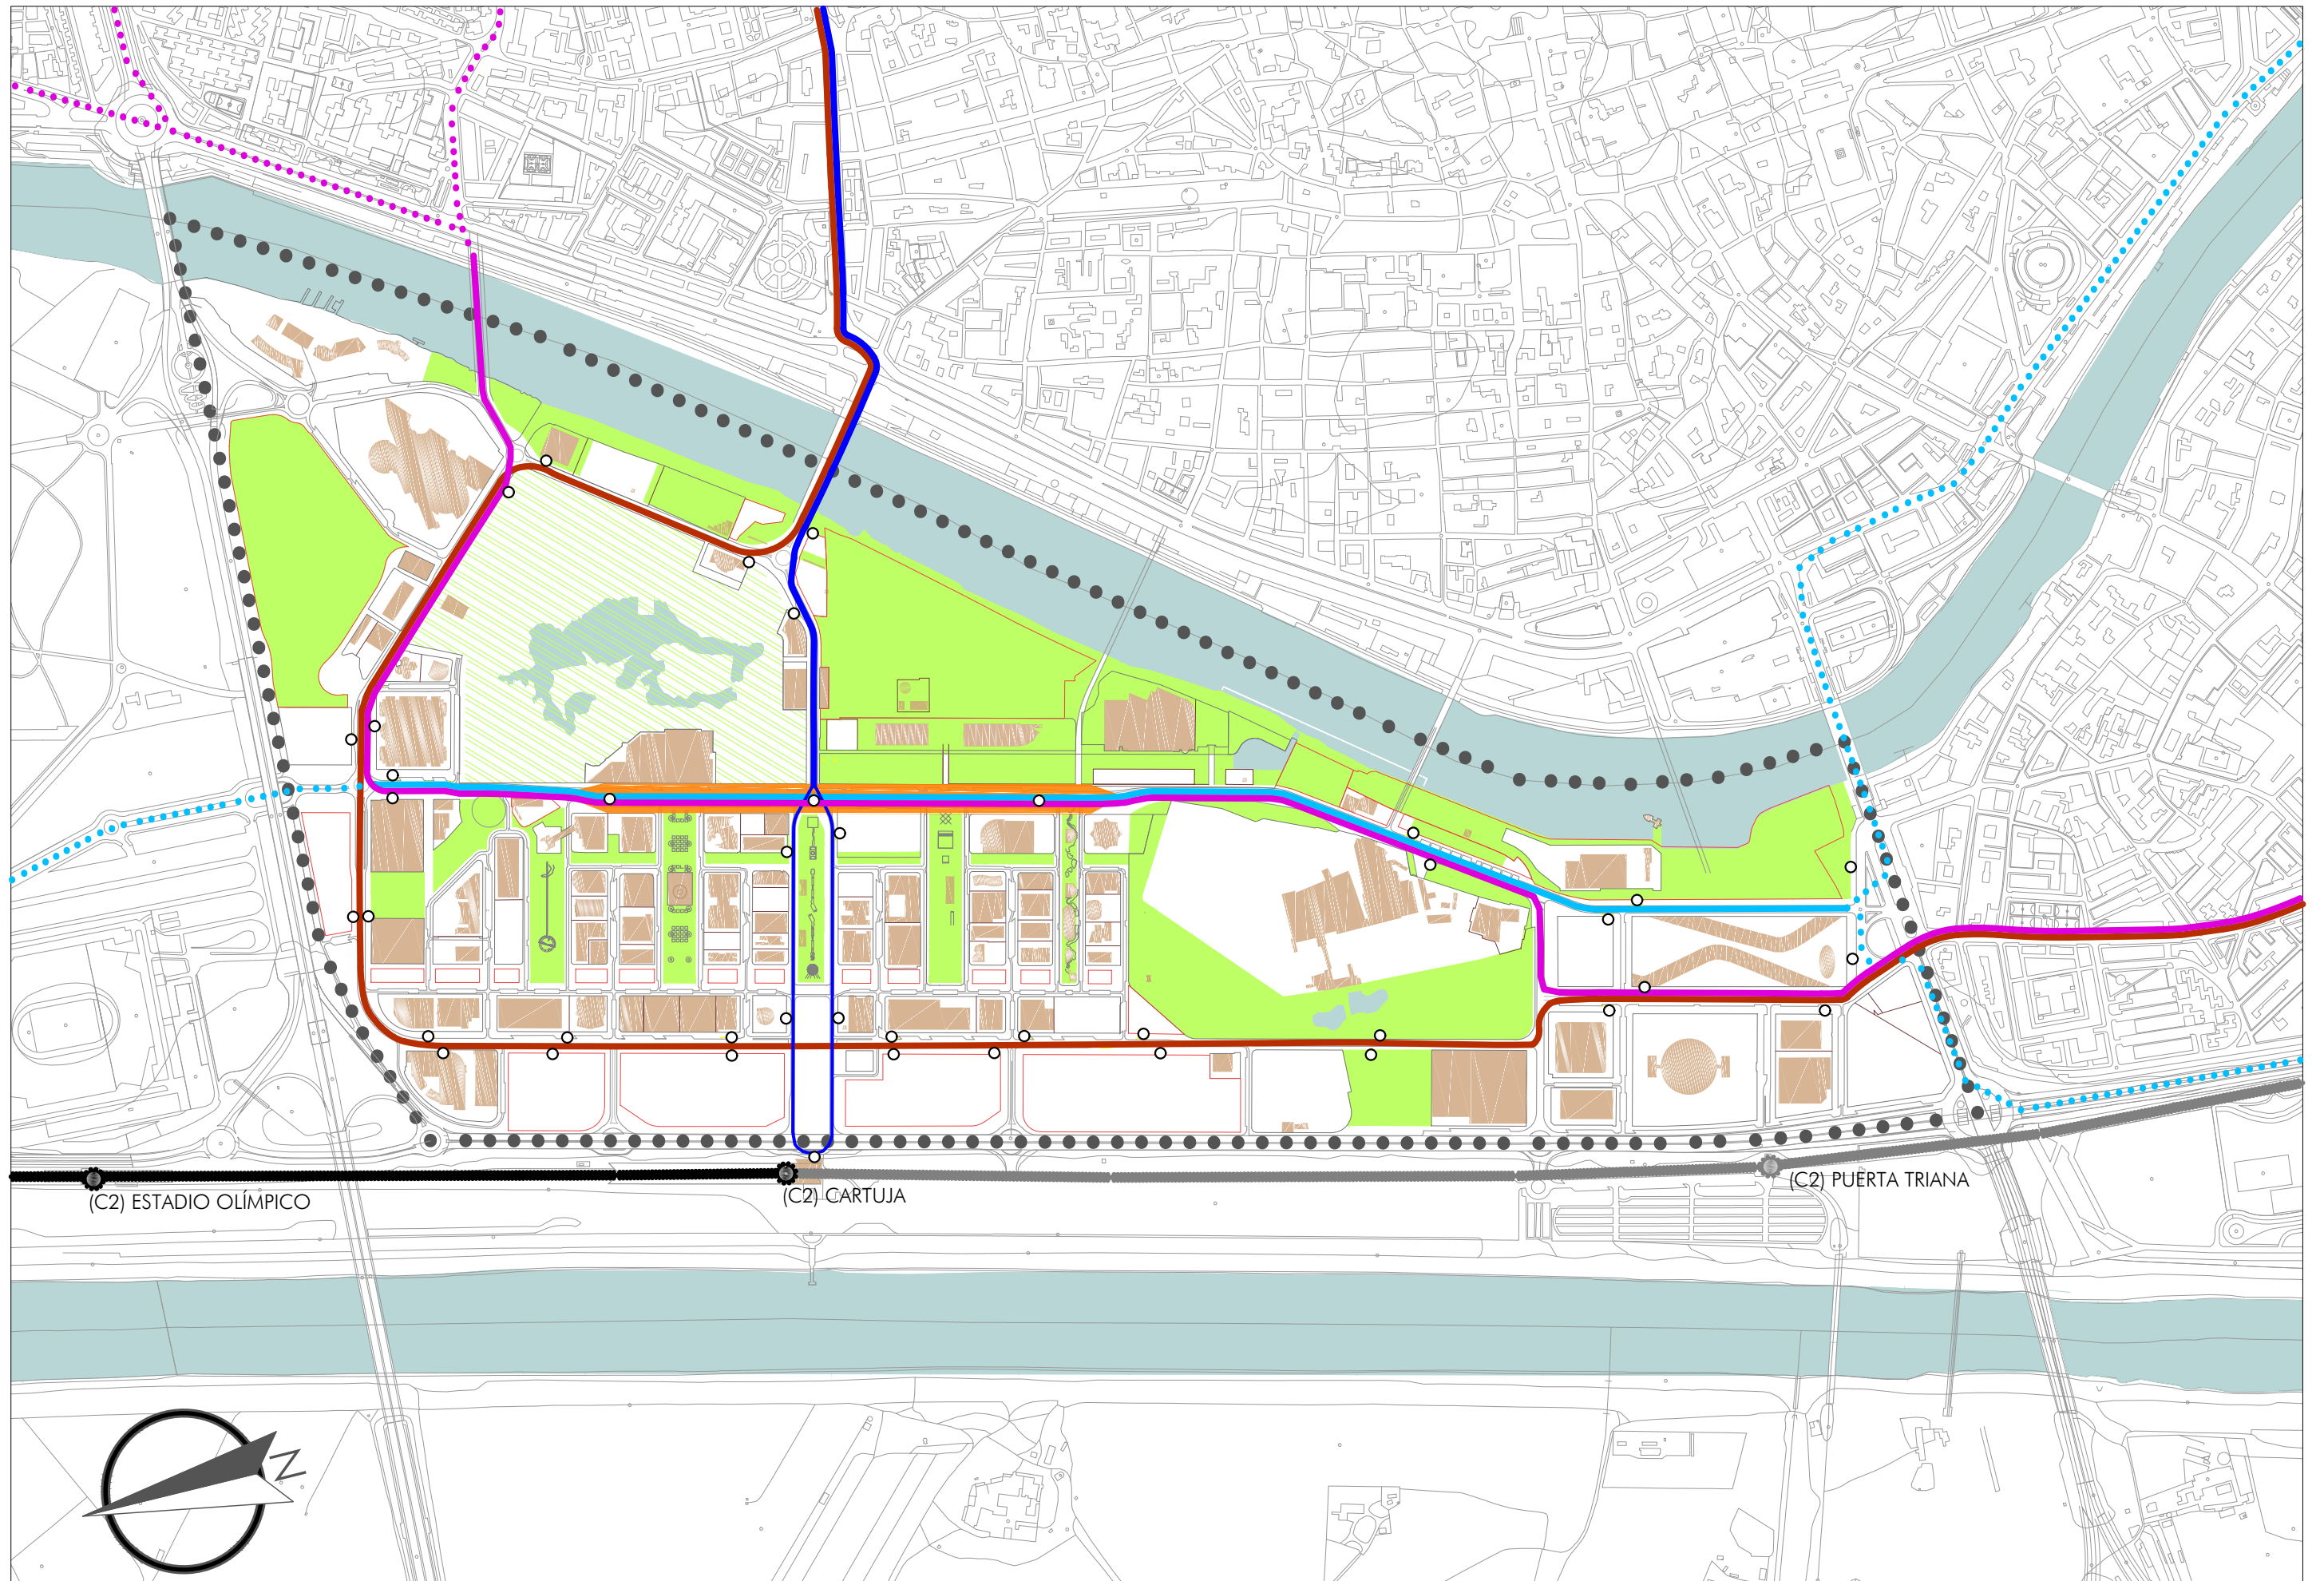 (C2) ESTADIO OLÍMPICO
(C2) CARTUJA
(C2) PUERTA TRIANA
N